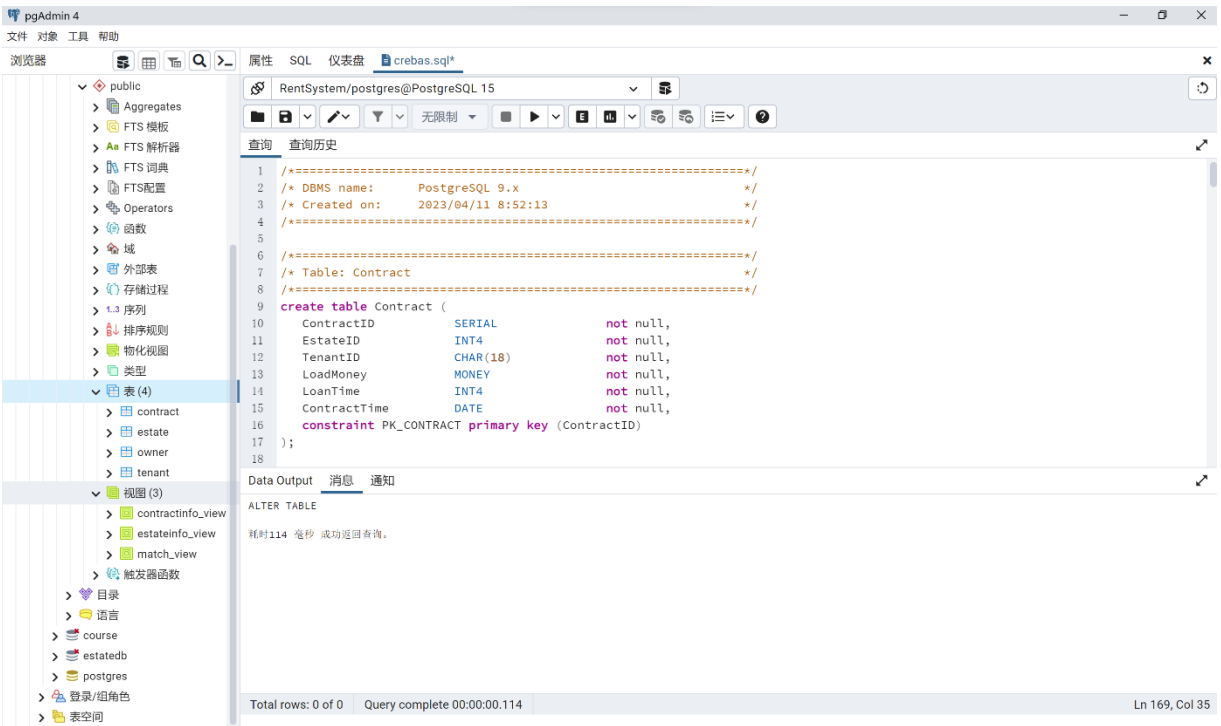 pgAdmin 4
文件 对象 工具 帮助
浏览器
属性 SQL 仪表盘 crebas.sql*
public
Aggregates
FTS 模板
FTS 解析器
FTS 词典
FTS配置
Operators
函数
域
外部表
存储过程
1..3 序列
排序规则
物化视图
类型
表 (4)
contract
estate
owner
tenant
视图 (3)
contractinfo_view
estateinfo_view
match_view
触发器函数
目录
语言
course
estatedb
postgres
登录/组角色
表空间
RentSystem/postgres@PostgreSQL 15
无限制
查询 查询历史
1 /*==============================================================*/
2 /* DBMS name:      PostgreSQL 9.x                               */
3 /* Created on:     2023/04/11 8:52:13                           */
4 /*==============================================================*/
5
6 /*==============================================================*/
7 /* Table: Contract                                              */
8 /*==============================================================*/
9 create table Contract (
10    ContractID           SERIAL               not null,
11    EstateID             INT4                 not null,
12    TenantID             CHAR(18)             not null,
13    LoadMoney            MONEY                not null,
14    LoanTime             INT4                 not null,
15    ContractTime         DATE                 not null,
16    constraint PK_CONTRACT primary key (ContractID)
17 );
18
Data Output 消息 通知
ALTER TABLE
耗时114 毫秒 成功返回查询。
Total rows: 0 of 0 Query complete 00:00:00.114 Ln 169, Col 35